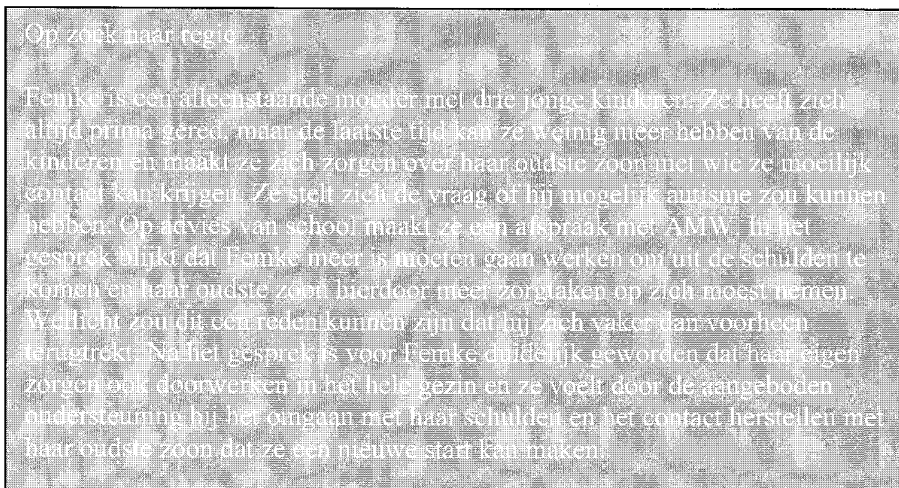 Op zoek naar regie
Femke is een alleenstaande moeder met drie jonge kinderen. Ze heeft zich
altijd prima gered, maar de laatste tijd kan ze weinig meer hebben van de
kinderen en maakt ze zich zorgen over haar oudste zoon met wie ze moeilijk
contact kan krijgen. Ze stelt zich de vraag of hij mogelijk autisme zou kunnen
hebben. Op advies van school maakt ze een afspraak met AMW. In het
gesprek blijkt dat Femke meer is moeten gaan werken om uit de schulden te
komen en haar oudste zoon hierdoor meer zorgtaken op zich moest nemen.
Wellicht zou dit een reden kunnen zijn dat hij zich vaker dan voorheen
terugtrekt. Na het gesprek is voor Femke duidelijk geworden dat haar eigen
zorgen ook doorwerken in het hele gezin en ze voelt door de aangeboden
ondersteuning bij het omgaan met haar schulden en het contact herstellen met
haar oudste zoon dat ze een nieuwe start kan maken.